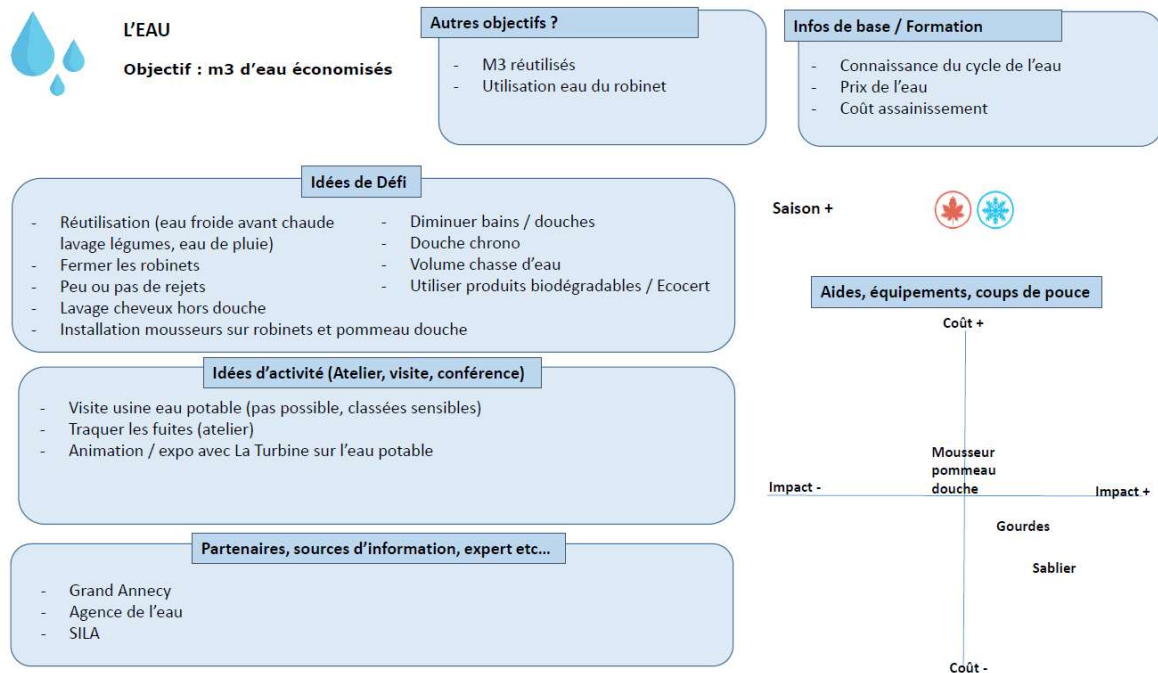 L'EAU
Objectif : m3 d'eau économisés
Autres objectifs ?
- M3 réutilisés
- Utilisation eau du robinet
Infos de base / Formation
- Connaissance du cycle de l'eau
- Prix de l'eau
- Coût assainissement
Idées de Défi
- Réutilisation (eau froide avant chaude
lavage légumes, eau de pluie)
- Fermer les robinets
- Peu ou pas de rejets
- Lavage cheveux hors douche
- Installation mousseurs sur robinets et pommeau douche
- Diminuer bains / douches
- Douche chrono
- Volume chasse d'eau
- Utiliser produits biodégradables / Ecocert
Saison +
Idées d'activité (Atelier, visite, conférence)
- Visite usine eau potable (pas possible, classées sensibles)
- Traquer les fuites (atelier)
- Animation / expo avec La Turbine sur l'eau potable
Partenaires, sources d'information, expert etc...
- Grand Annecy
- Agence de l'eau
- SILA
Aides, équipements, coups de pouce
Coût +
Mousseur
pommeau
douche
Impact -
Impact +
Gourdes
Sablier
Coût -